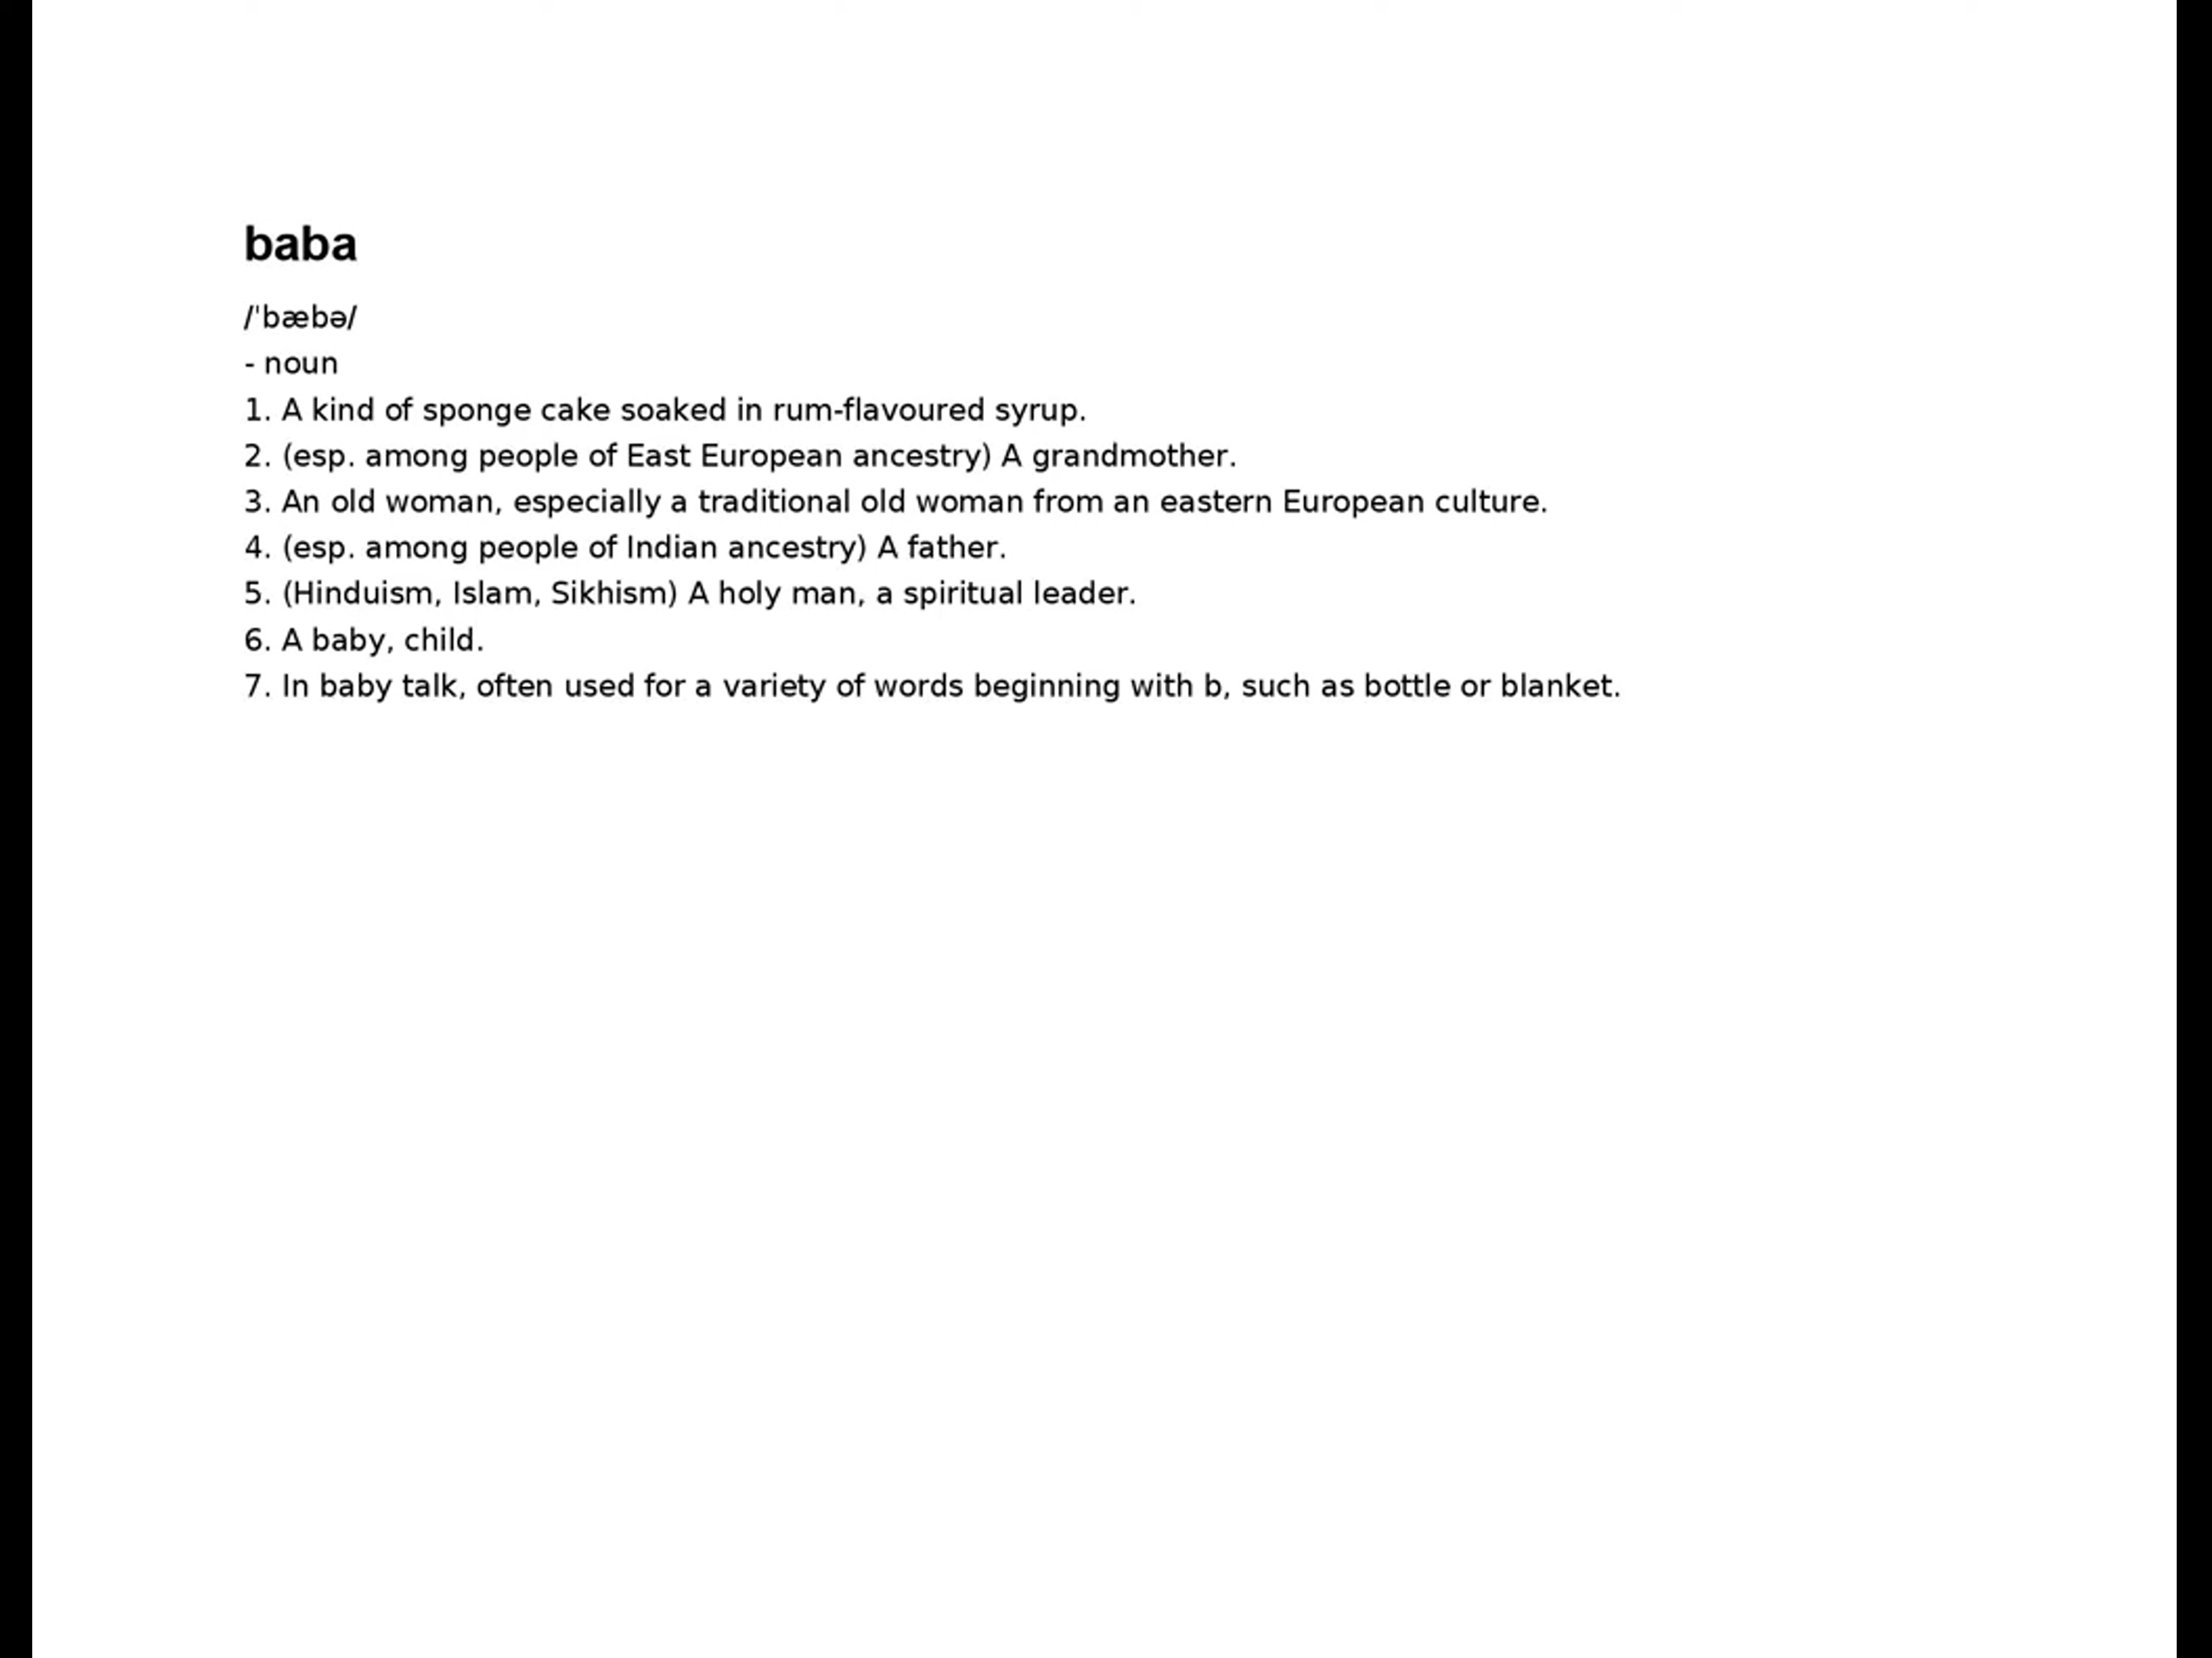 baba
/ˈbæbə/
- noun
1. A kind of sponge cake soaked in rum-flavoured syrup.
2. (esp. among people of East European ancestry) A grandmother.
3. An old woman, especially a traditional old woman from an eastern European culture.
4. (esp. among people of Indian ancestry) A father.
5. (Hinduism, Islam, Sikhism) A holy man, a spiritual leader.
6. A baby, child.
7. In baby talk, often used for a variety of words beginning with b, such as bottle or blanket.